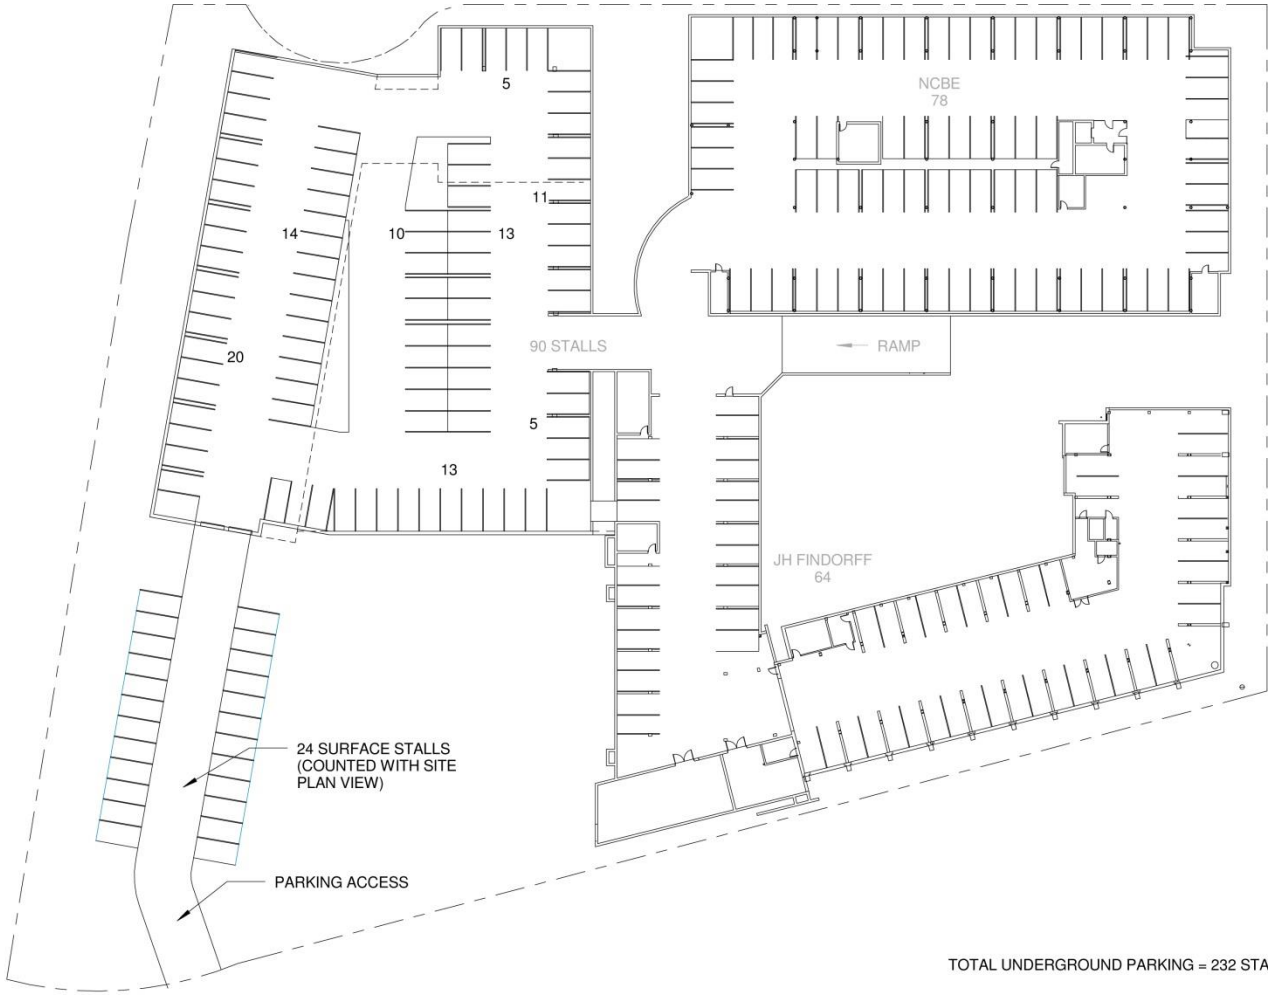 5
NCBE
78
11
14
10
13
90 STALLS
RAMP
20
5
13
JH FINDORFF
64
24 SURFACE STALLS
(COUNTED WITH SITE
PLAN VIEW)
PARKING ACCESS
TOTAL UNDERGROUND PARKING = 232 STA